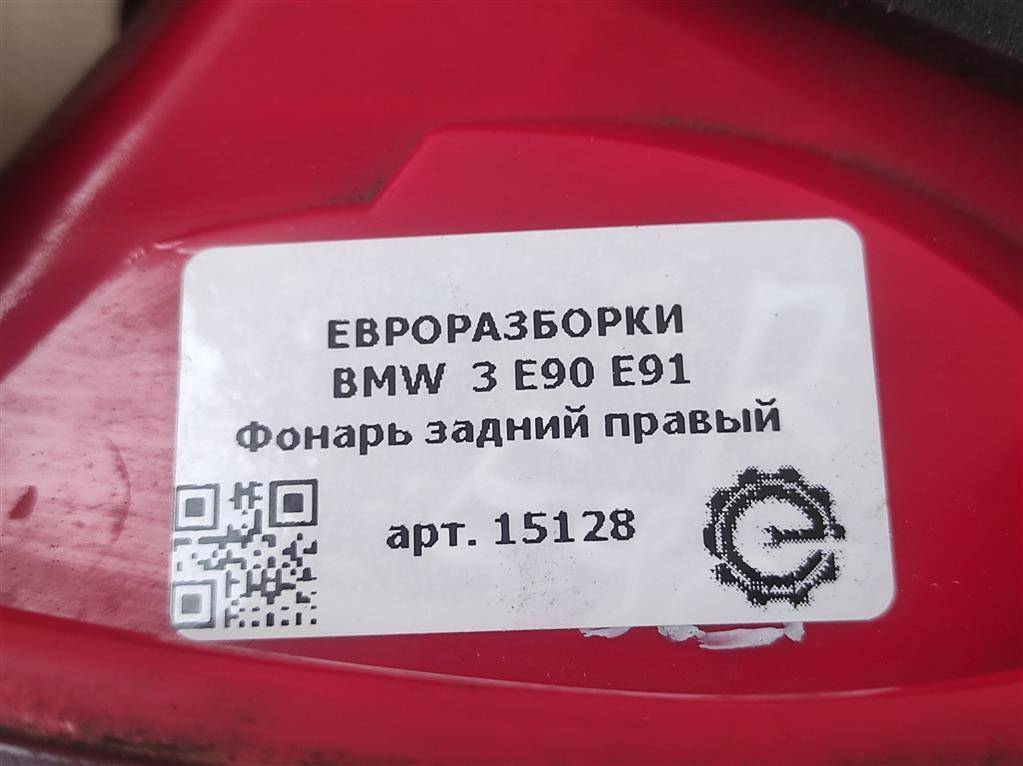 ЕВРОРАЗБОРКИ
BMW 3 E90 E91
Фонарь задний правый
арт. 15128